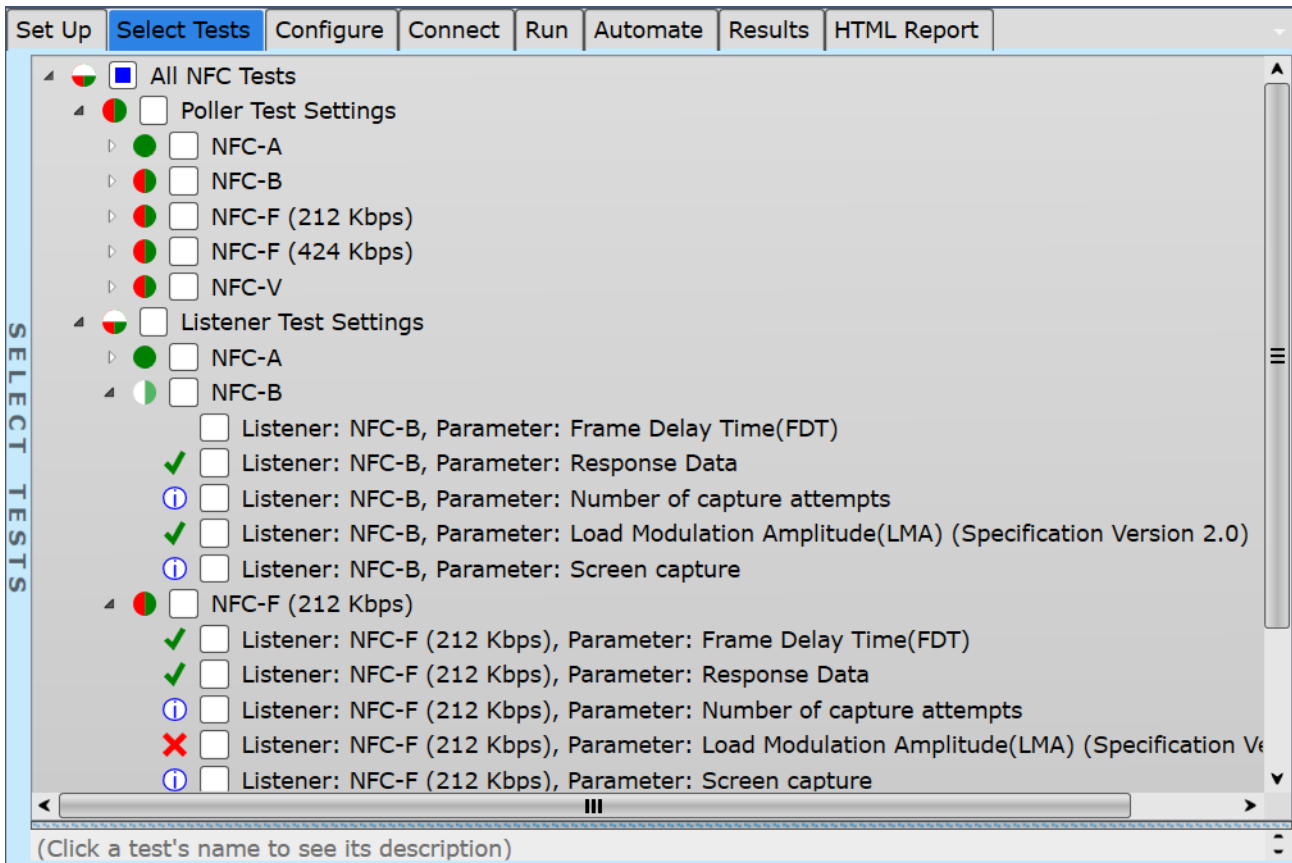 Set Up Select Tests Configure Connect Run Automate Results HTML Report
All NFC Tests
Poller Test Settings
NFC-A
NFC-B
NFC-F (212 Kbps)
NFC-F (424 Kbps)
NFC-V
Listener Test Settings
NFC-A
NFC-B
Listener: NFC-B, Parameter: Frame Delay Time(FDT)
Listener: NFC-B, Parameter: Response Data
Listener: NFC-B, Parameter: Number of capture attempts
Listener: NFC-B, Parameter: Load Modulation Amplitude(LMA) (Specification Version 2.0)
Listener: NFC-B, Parameter: Screen capture
NFC-F (212 Kbps)
Listener: NFC-F (212 Kbps), Parameter: Frame Delay Time(FDT)
Listener: NFC-F (212 Kbps), Parameter: Response Data
Listener: NFC-F (212 Kbps), Parameter: Number of capture attempts
Listener: NFC-F (212 Kbps), Parameter: Load Modulation Amplitude(LMA) (Specification Ve
Listener: NFC-F (212 Kbps), Parameter: Screen capture
SELECT TESTS
(Click a test's name to see its description)